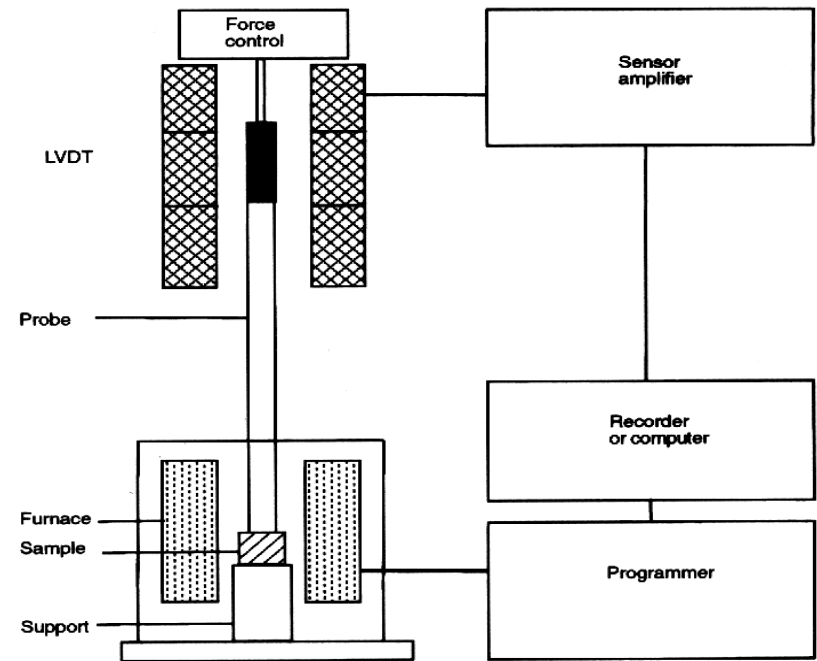 Force
control
Sensor
amplifier
LVDT
Probe
Recorder
or computer
Furnace
Sample
Programmer
Support